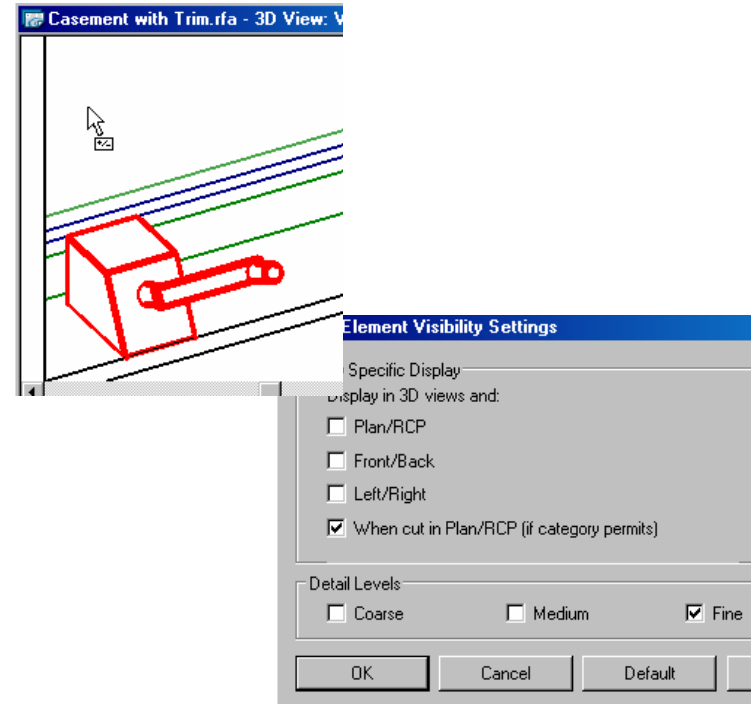 Casement with Trim.rfa - 3D View:
Element Visibility Settings
Specific Display
Display in 3D views and:
Plan/RCP
Front/Back
Left/Right
When cut in Plan/RCP (if category permits)
Detail Levels
Coarse
Medium
Fine
OK
Cancel
Default